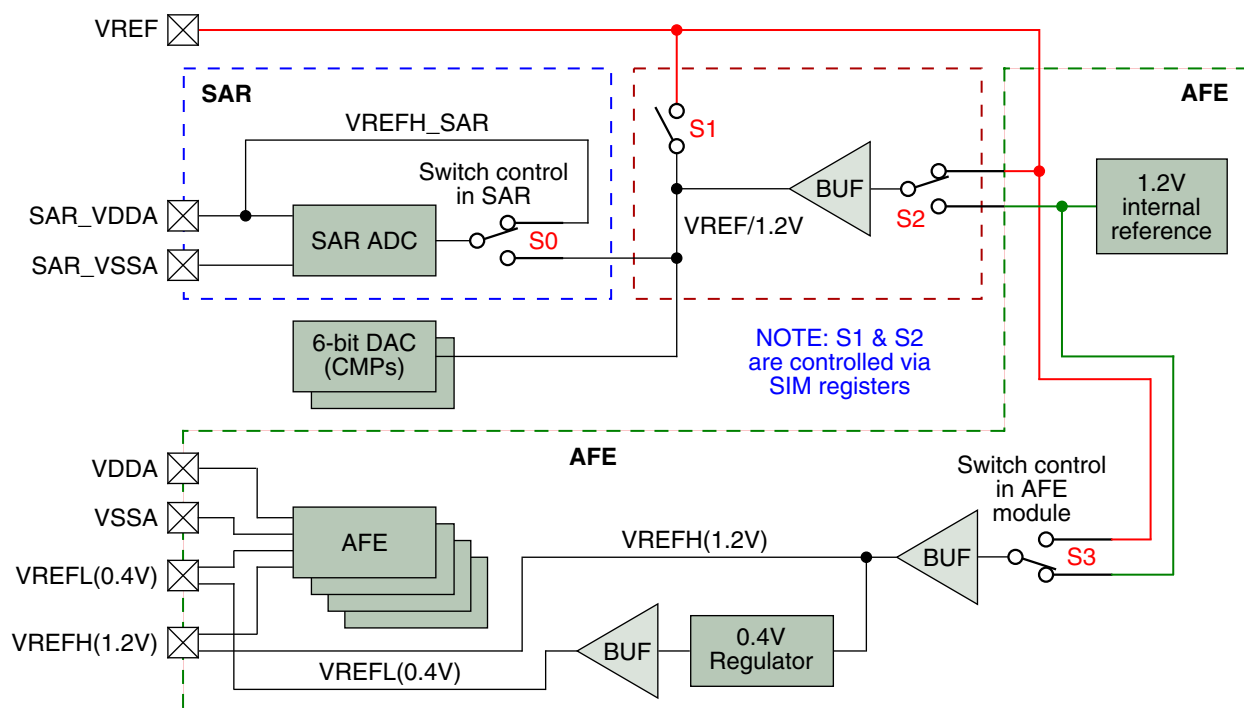 VREF
SAR
AFE
VREFH_SAR
S1
Switch control
in SAR
BUF
1.2V
internal
reference
SAR_VDDA
SAR ADC
S0
VREF/1.2V
S2
SAR_VSSA
6-bit DAC
(CMPs)
NOTE: S1 & S2
are controlled via
SIM registers
AFE
VDDA
Switch control
in AFE
module
VSSA
AFE
VREFH(1.2V)
BUF
S3
VREFL(0.4V)
VREFH(1.2V)
BUF
0.4V
Regulator
VREFL(0.4V)